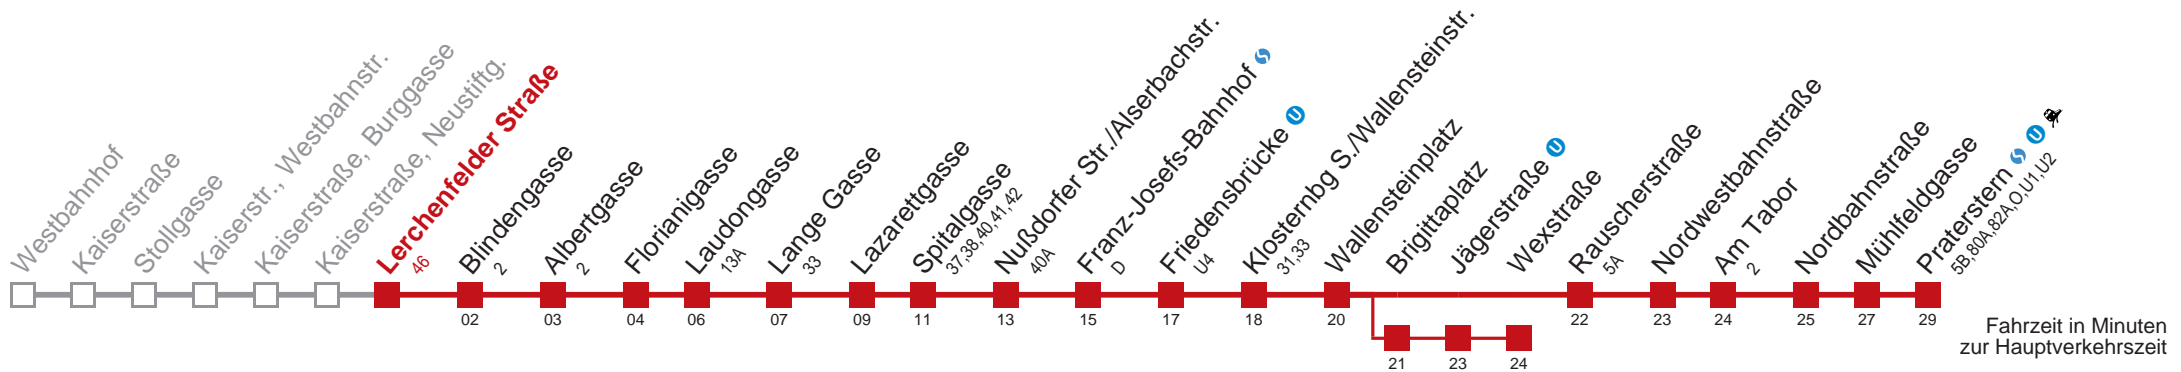 Westbahnhof
Kaiserstraße
Stollgasse
Kaiserstr., Westbahnstr.
Kaiserstraße, Burggasse
Kaiserstraße, Neustiftg.
Lerchenfelder Straße
46
Blindengasse
2
Albertgasse
2
Florianigasse
Laudongasse
13A
Lange Gasse
33
Lazarettgasse
Spitalgasse
37,38,40,41,42
Nußdorfer Str./Alserbachstr.
40A
Franz-Josefs-Bahnhof
D
Friedensbrücke U
U4
Klosternbg S./Wallensteinstr.
31,33
Wallensteinplatz
Brigittaplatz
Jägerstraße U
Wexstraße
Rauscherstraße
5A
Nordwestbahnstraße
Am Tabor
2
Nordbahnstraße
Mühlfeldgasse
Praterstern U
5B,80A,82A,O,U1,U2
02 03 04 06 07 09 11 13 15 17 18 20 22 23 24 25 27 29
21 23 24
Fahrzeit in Minuten
zur Hauptverkehrszeit